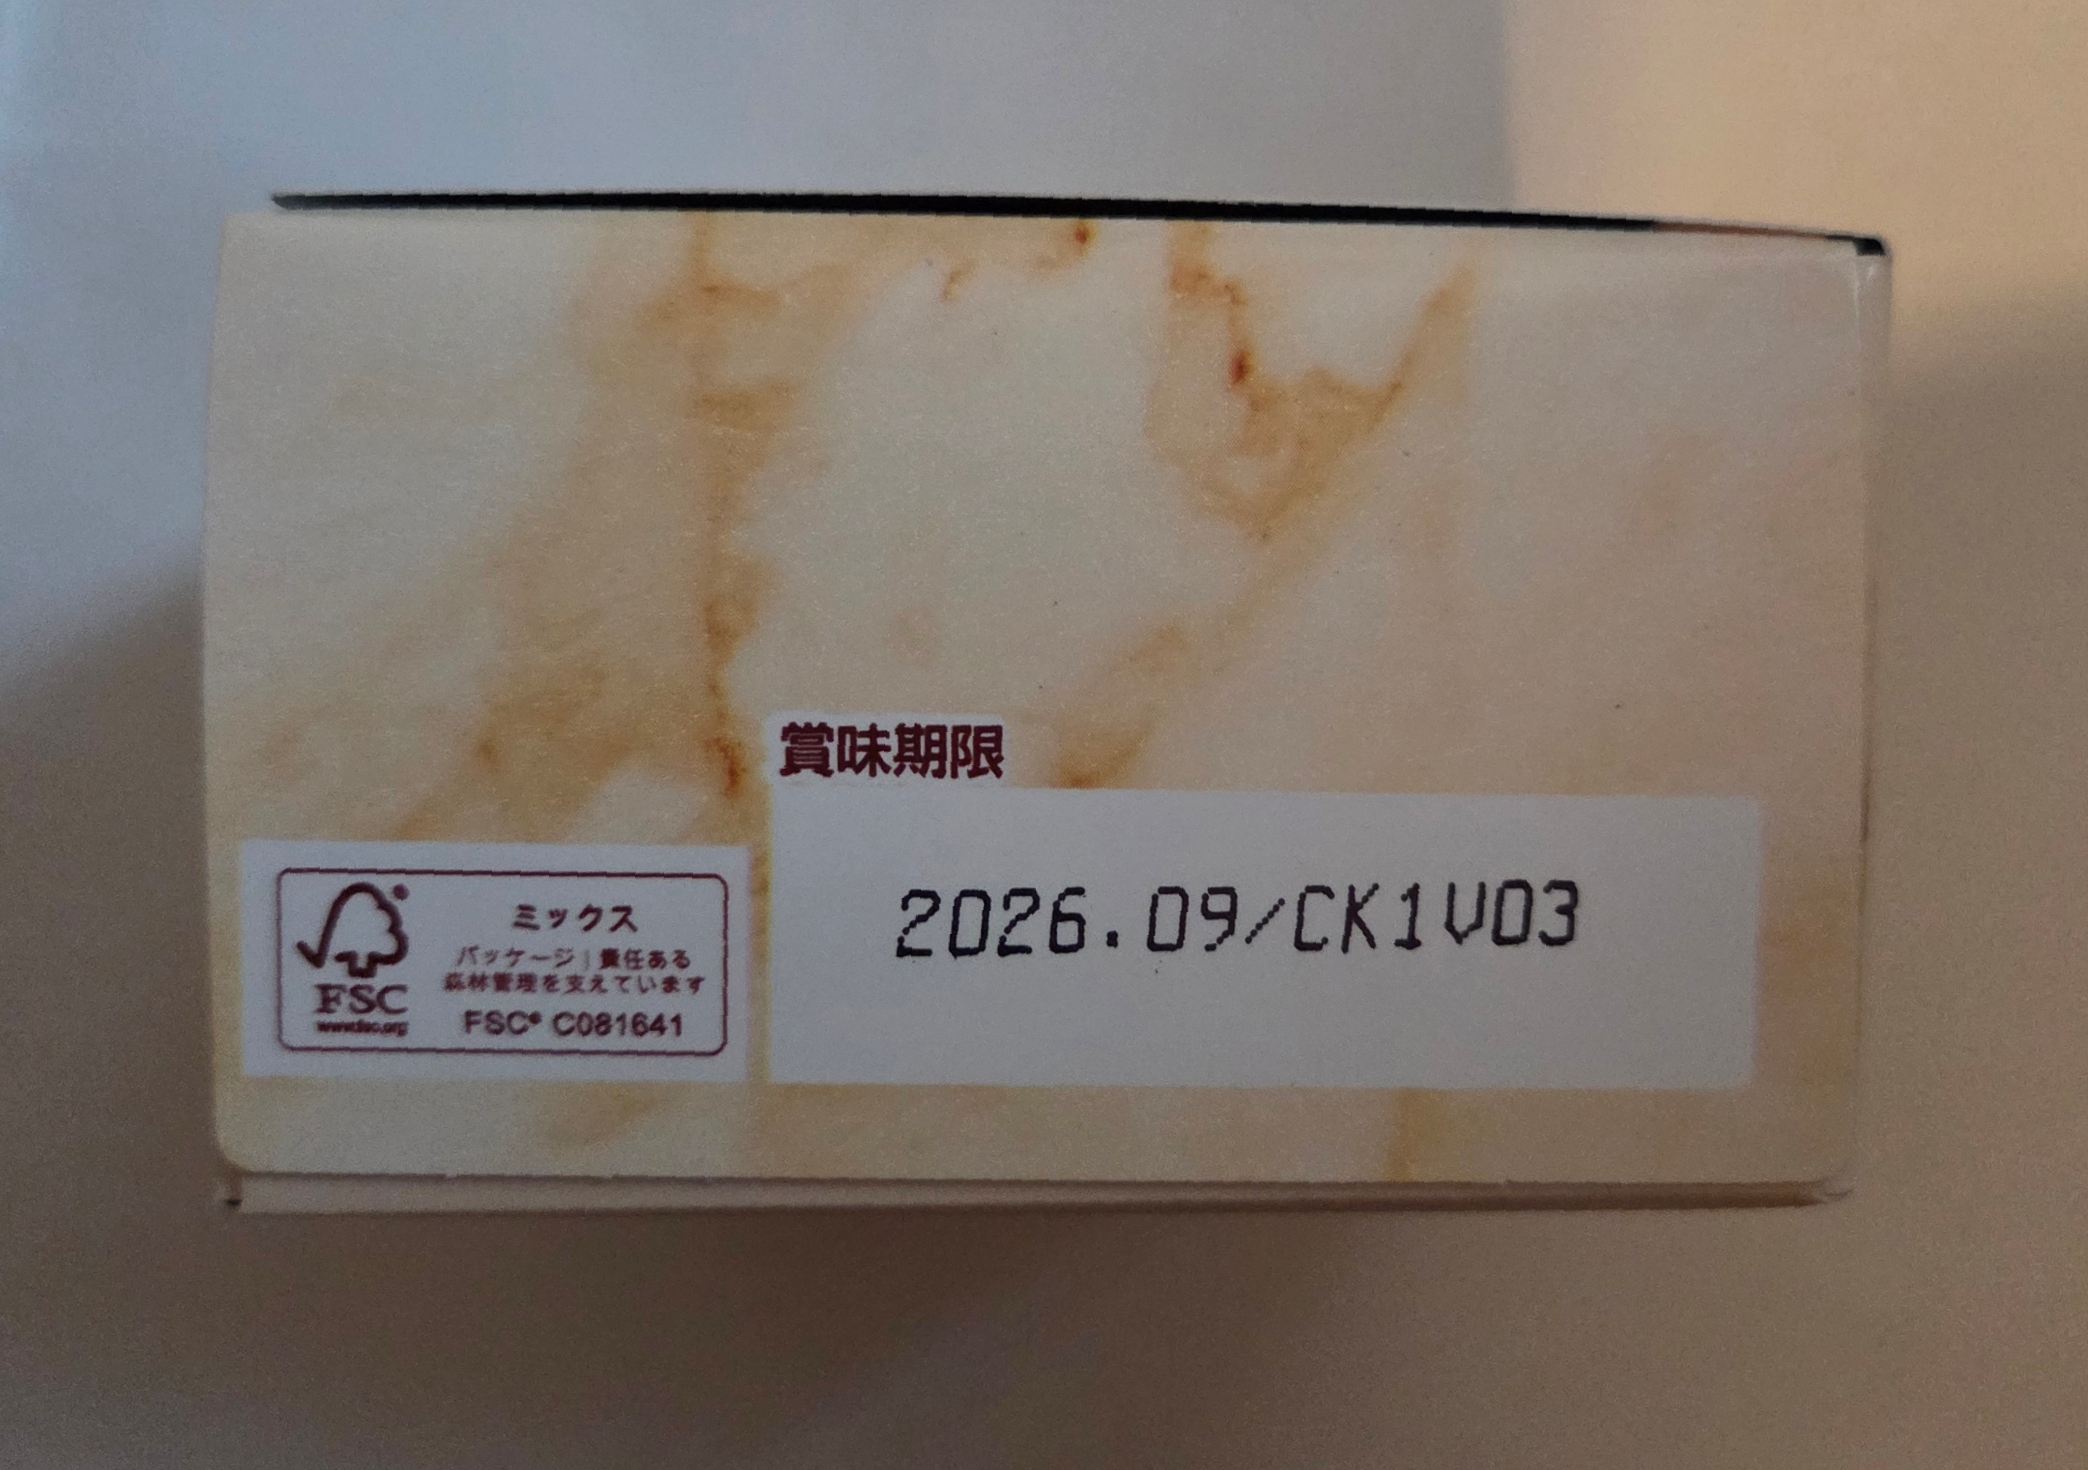 賞味期限
2026.09/CK1V03
FSC
www.fsc.org
ミックス
パッケージ｜責任ある
森林管理を支えています
FSC® C081641